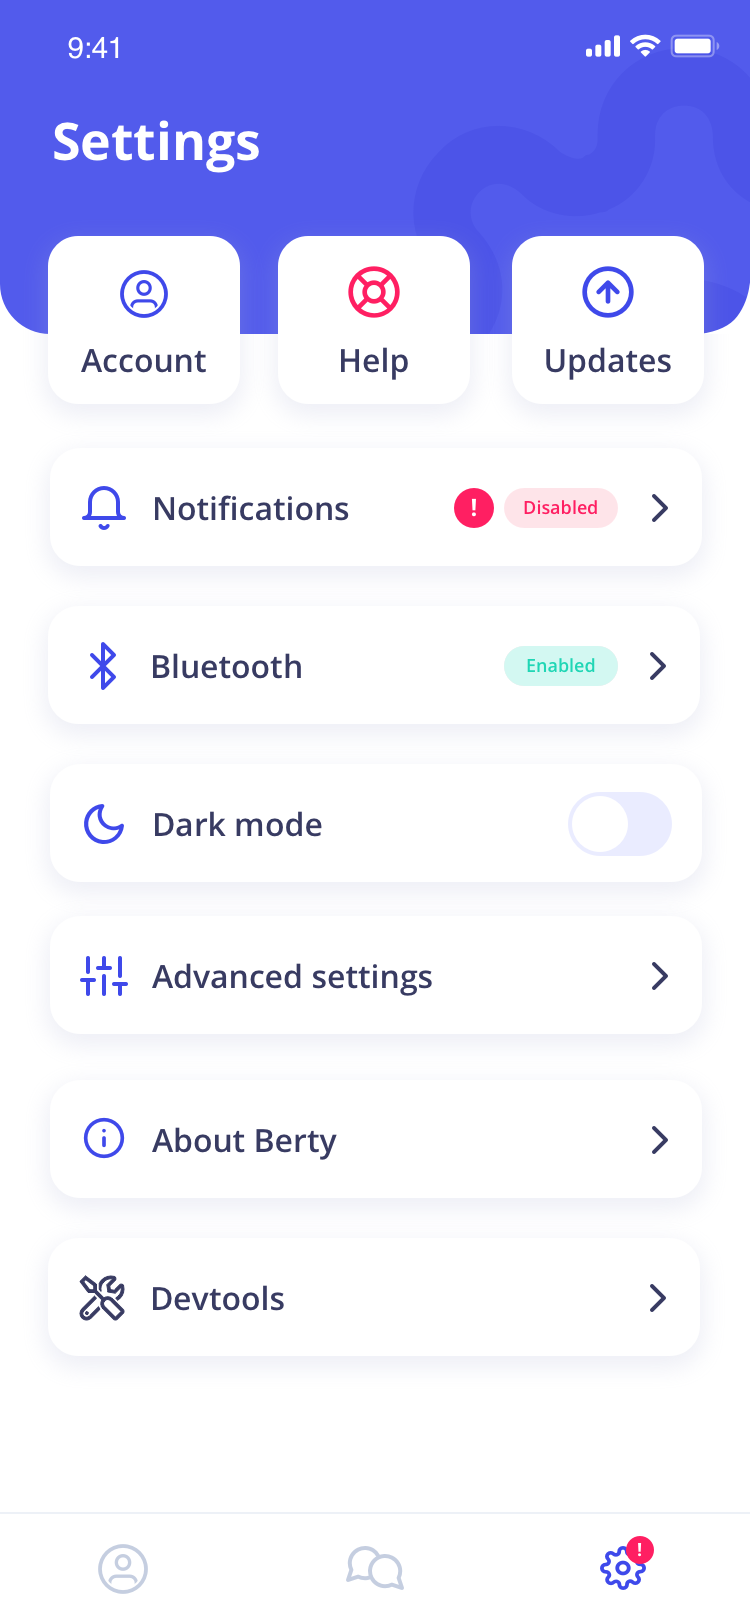 9:41
Settings
Account
Help
Updates
Notifications
! Disabled
Bluetooth
Enabled
Dark mode
Advanced settings
About Berty
Devtools
!